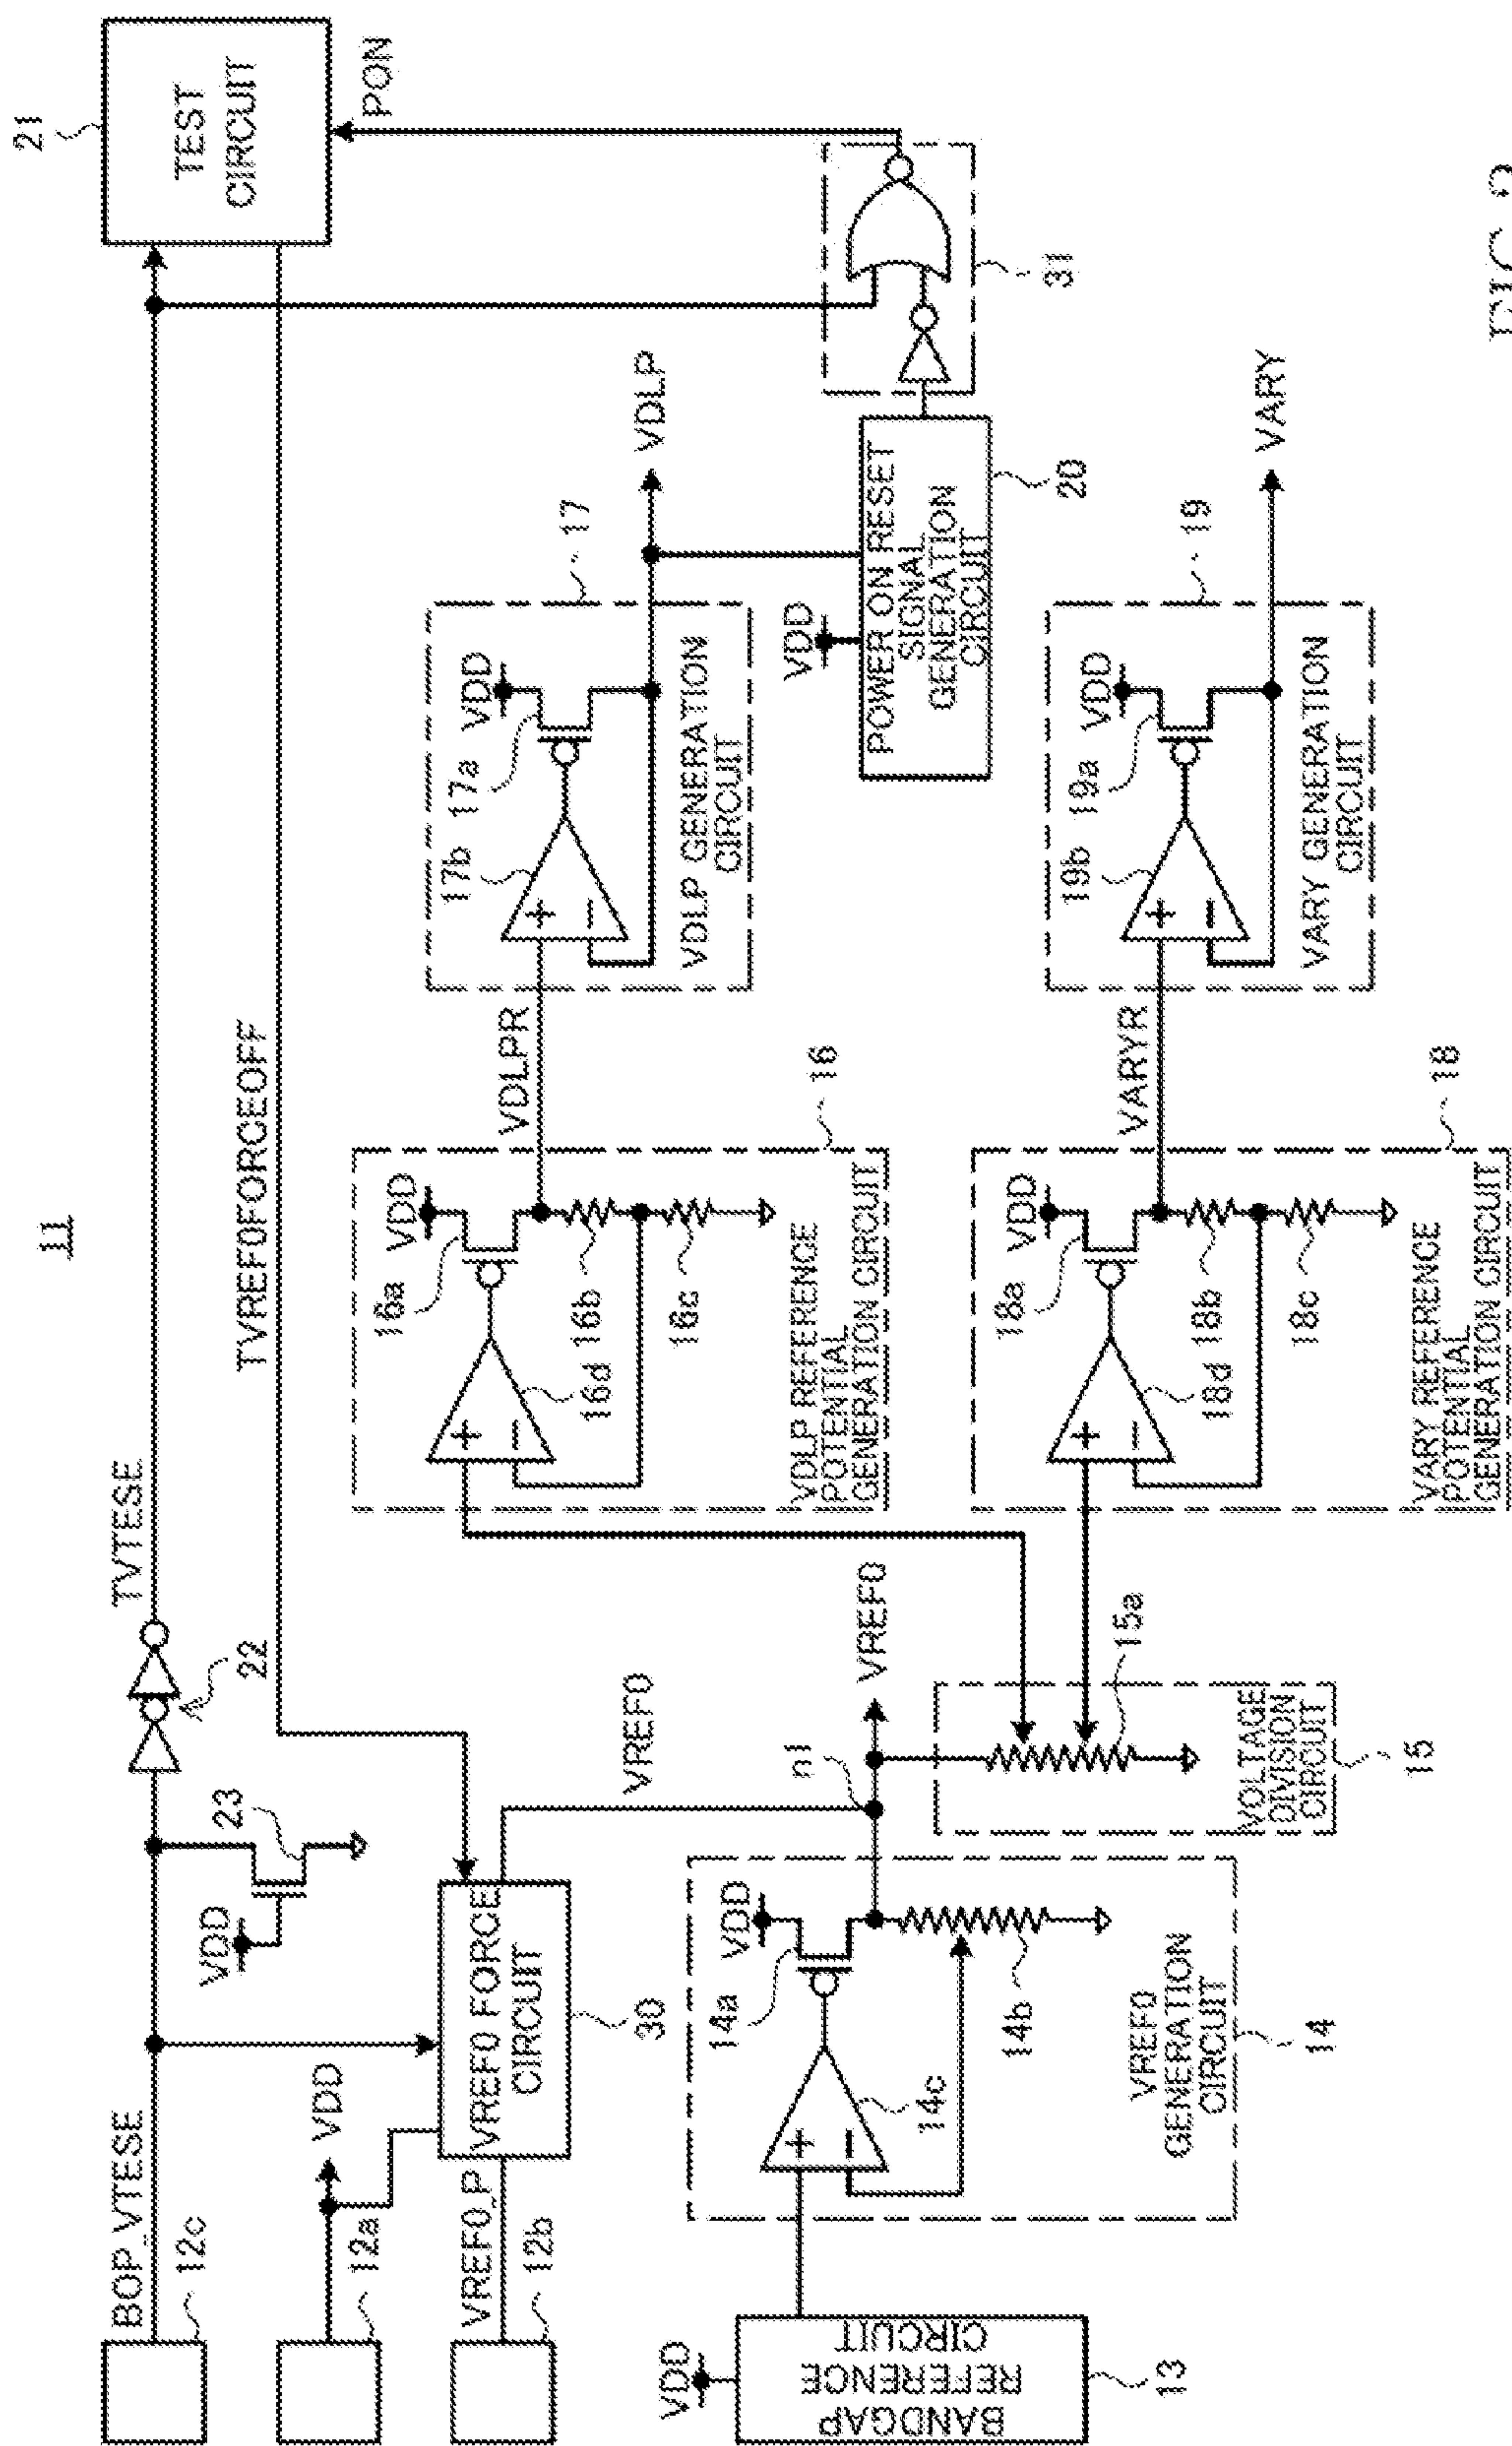 11
BOP_VTESE
12c
VDD
12a
VREF0_P
12b
VDD
23
22
TVTESE
TVREF0FORCEOFF
TEST
CIRCUIT
21
PON
VREF0 FORCE
CIRCUIT
30
VREF0
VDD
BANDGAP
REFERENCE
CIRCUIT
13
VDD
14a
14b
14c
VREF0
GENERATION
CIRCUIT
14
n1
VREF0
15a
VOLTAGE
DIVISION
CIRCUIT
15
VDD
16a
16b
16c
16d
VDLP REFERENCE
POTENTIAL
GENERATION CIRCUIT
16
VDLPR
VDD
17a
17b
VDLP GENERATION
CIRCUIT
17
VDLP
VDD
POWER ON RESET
SIGNAL
GENERATION
CIRCUIT
20
31
VDD
18a
18b
18c
18d
VARY REFERENCE
POTENTIAL
GENERATION CIRCUIT
18
VARYR
VDD
19a
19b
VARY GENERATION
CIRCUIT
19
VARY